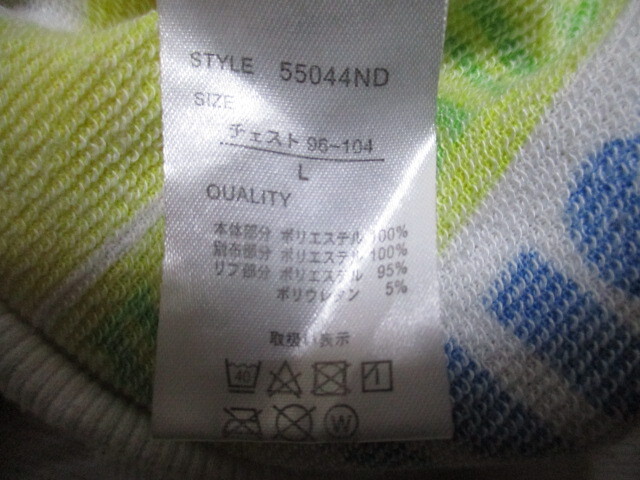 STYLE 55044ND
SIZE
チェスト 96-104
L
QUALITY
本体部分 ポリエステル 100%
別布部分 ポリエステル 100%
リブ部分 ポリエステル 95%
ポリウレタン 5%
取扱い表示
40
W